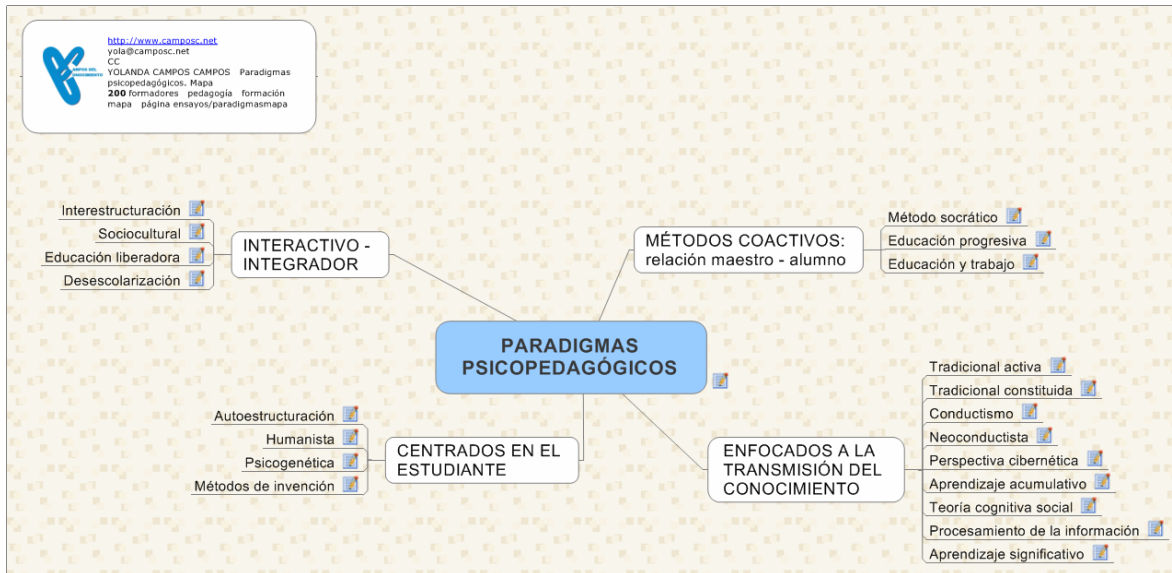 http://www.camposc.net
yola@camposc.net
CC
YOLANDA CAMPOS CAMPOS Paradigmas
psicopedagógicos. Mapa
200 formadores pedagogía formación
mapa página ensayos/paradigmasmapa
Interestructuración
Sociocultural
Educación liberadora
Desescolarización
INTERACTIVO -
INTEGRADOR
MÉTODOS COACTIVOS:
relación maestro - alumno
Método socrático
Educación progresiva
Educación y trabajo
PARADIGMAS
PSICOPEDAGÓGICOS
Autoestructuración
Humanista
Psicogenética
Métodos de invención
CENTRADOS EN EL
ESTUDIANTE
ENFOCADOS A LA
TRANSMISIÓN DEL
CONOCIMIENTO
Tradicional activa
Tradicional constituida
Conductismo
Neoconductista
Perspectiva cibernética
Aprendizaje acumulativo
Teoría cognitiva social
Procesamiento de la información
Aprendizaje significativo